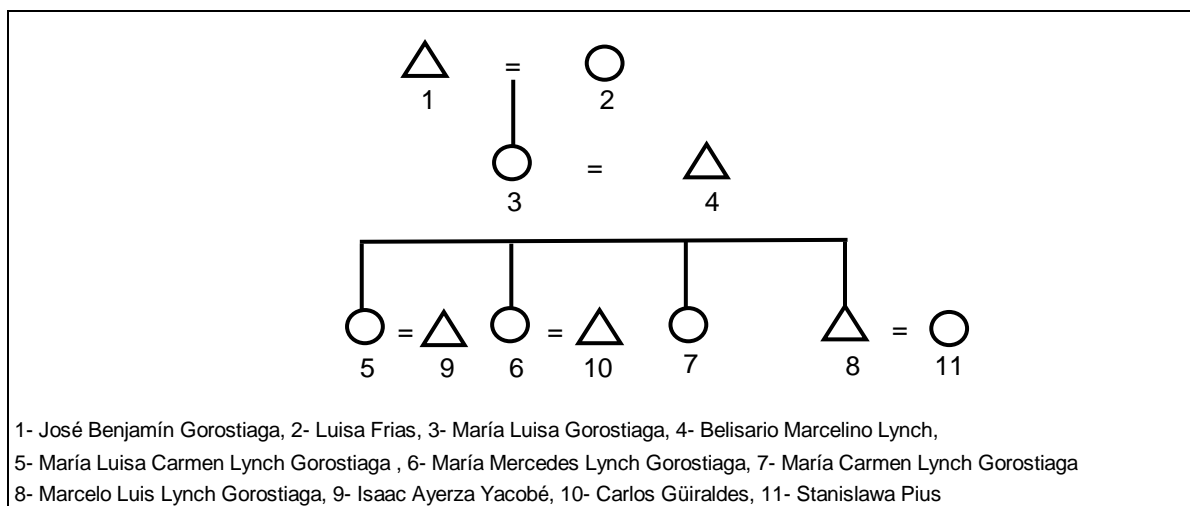 =
1 2
=
3 4
= = =
5 9 6 10 7 8 11
1- José Benjamín Gorostiaga, 2- Luisa Frias, 3- María Luisa Gorostiaga, 4- Belisario Marcelino Lynch,
5- María Luisa Carmen Lynch Gorostiaga , 6- María Mercedes Lynch Gorostiaga, 7- María Carmen Lynch Gorostiaga
8- Marcelo Luis Lynch Gorostiaga, 9- Isaac Ayerza Yacobé, 10- Carlos Güiraldes, 11- Stanislawa Pius